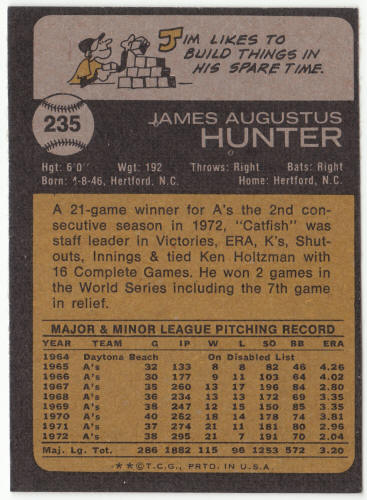 JIM LIKES TO
BUILD THINGS IN
HIS SPARE TIME.
235
JAMES AUGUSTUS
HUNTER
Hgt: 6'0" Wgt: 192 Throws: Right Bats: Right
Born: 4-8-46, Hertford, N.C. Home: Hertford, N.C.
A 21-game winner for A's the 2nd con-
secutive season in 1972, "Catfish" was
staff leader in Victories, ERA, K's, Shut-
outs, Innings & tied Ken Holtzman with
16 Complete Games. He won 2 games in
the World Series including the 7th game
in relief.
MAJOR & MINOR LEAGUE PITCHING RECORD
YEAR TEAM G IP W L SO BB ERA
1964 Daytona Beach On Disabled List
1965 A's 32 133 8 8 82 46 4.26
1966 A's 30 177 9 11 103 64 4.02
1967 A's 35 260 13 17 196 84 2.80
1968 A's 36 234 13 13 172 69 3.35
1969 A's 38 247 12 15 150 85 3.35
1970 A's 40 262 18 14 178 74 3.81
1971 A's 37 274 21 11 181 80 2.96
1972 A's 38 295 21 7 191 70 2.04
Maj. Lg. Tot. 286 1882 115 96 1253 572 3.20
**©T.C.G., PRTD. IN U.S.A.